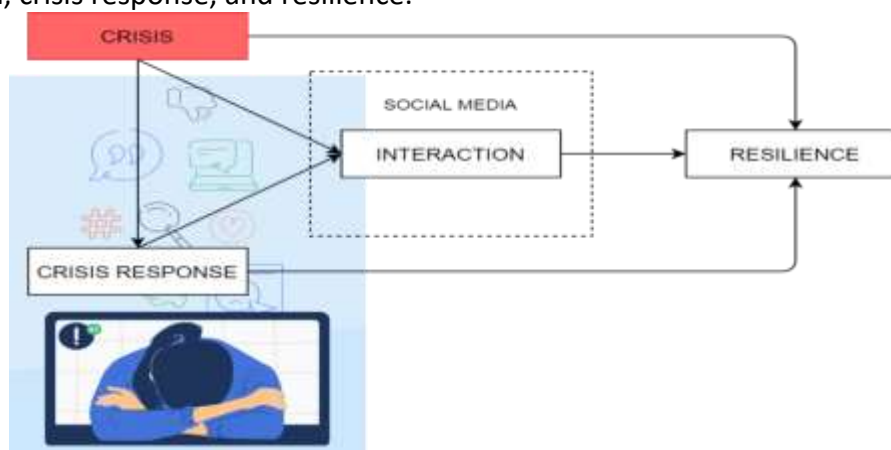 , crisis response, and resilience.
CRISIS
SOCIAL MEDIA
INTERACTION
RESILIENCE
CRISIS RESPONSE